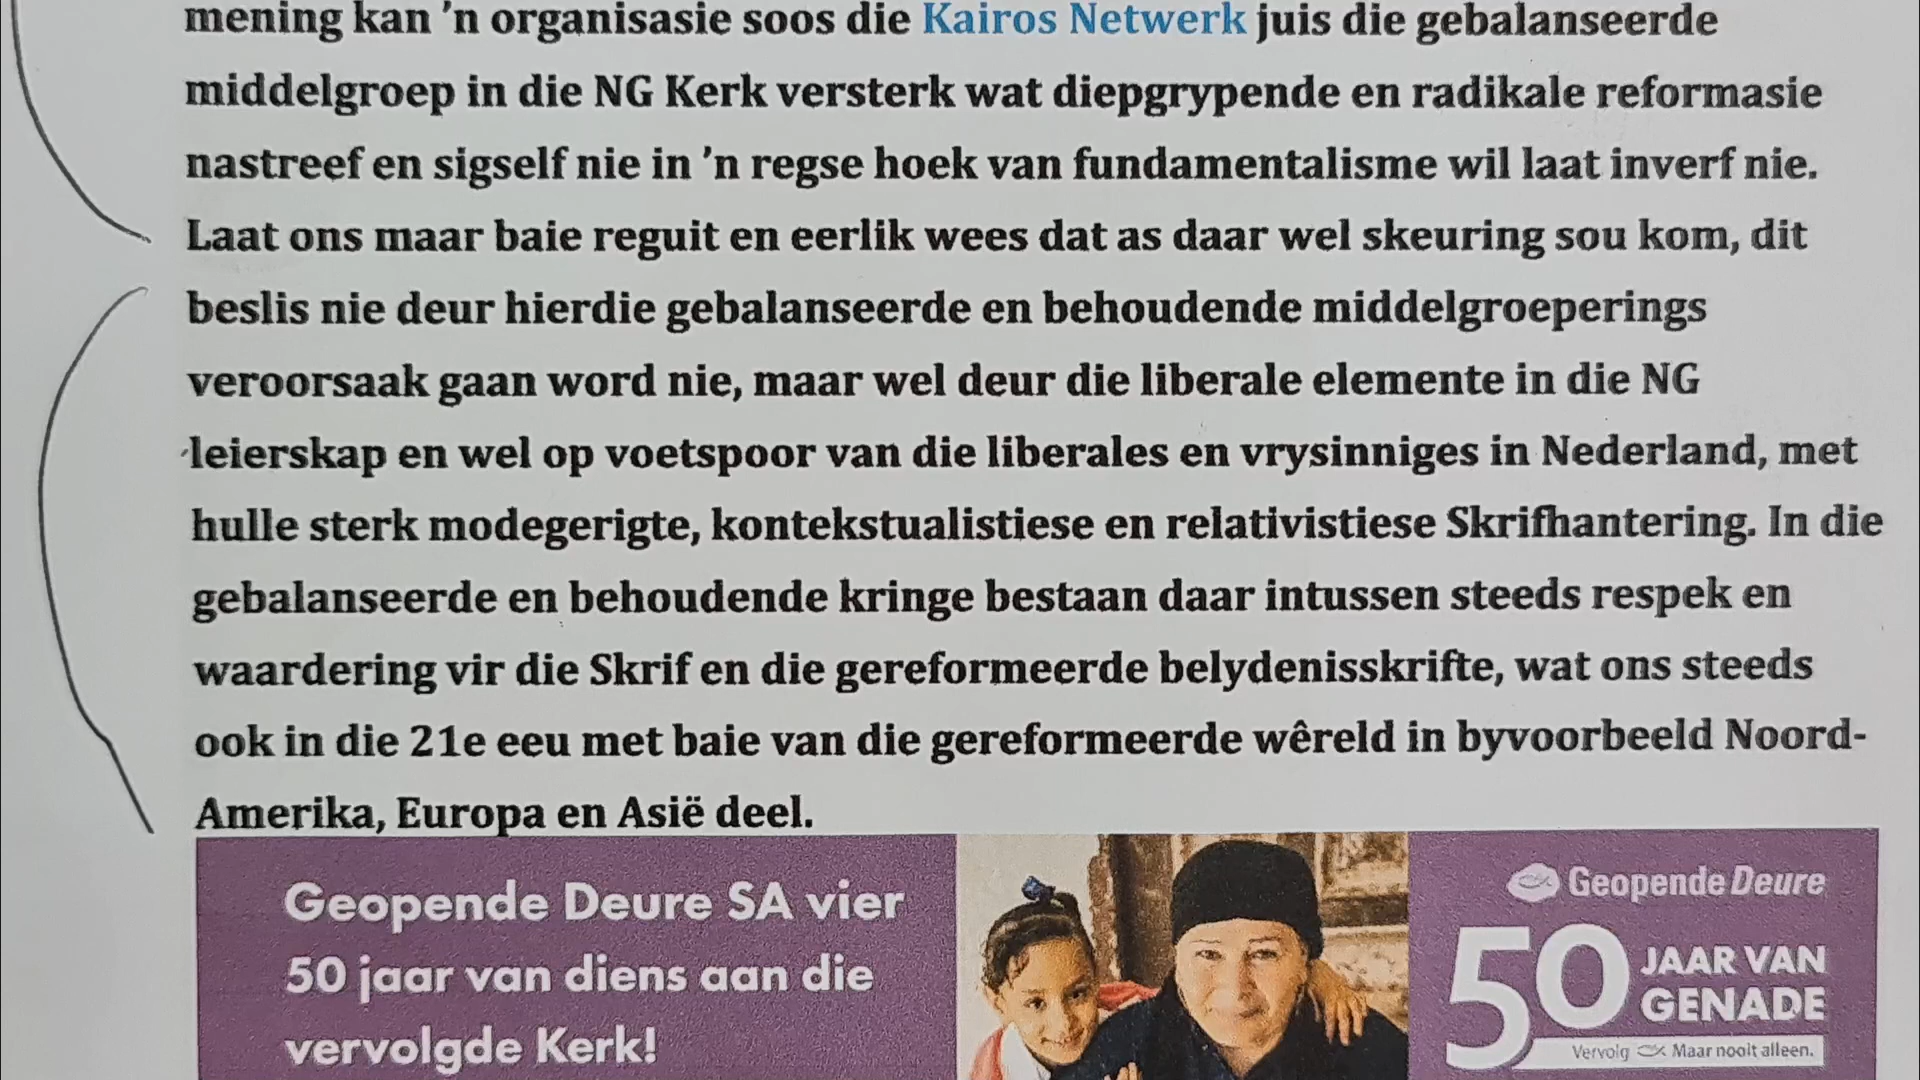 mening kan ’n organisasie soos die Kairos Netwerk juis die gebalanseerde
middelgroep in die NG Kerk versterk wat diepgrypende en radikale reformasie
nastreef en sigself nie in ’n regse hoek van fundamentalisme wil laat inverf nie.
Laat ons maar baie reguit en eerlik wees dat as daar wel skeuring sou kom, dit
beslis nie deur hierdie gebalanseerde en behoudende middelgroeperings
veroorsaak gaan word nie, maar wel deur die liberale elemente in die NG
leierskap en wel op voetspoor van die liberales en vrysinniges in Nederland, met
hulle sterk modegerigte, kontekstualistiese en relativistiese Skrifhantering. In die
gebalanseerde en behoudende kringe bestaan daar intussen steeds respek en
waardering vir die Skrif en die gereformeerde belydenisskrifte, wat ons steeds
ook in die 21e eeu met baie van die gereformeerde wêreld in byvoorbeeld Noord-
Amerika, Europa en Asië deel.
Geopende Deure SA vier
50 jaar van diens aan die
vervolgde Kerk!
Geopende Deure
50 JAAR VAN
GENADE
Vervolg Maar nooit alleen.